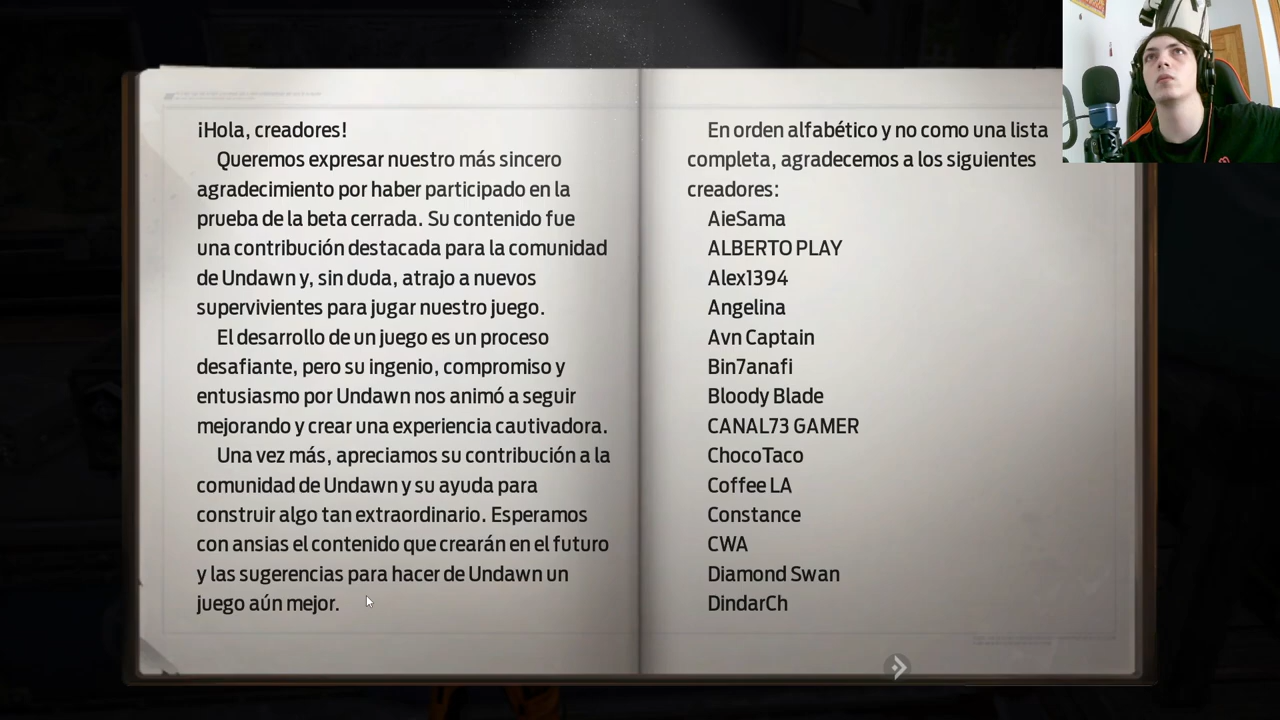 ¡Hola, creadores!
Queremos expresar nuestro más sincero
agradecimiento por haber participado en la
prueba de la beta cerrada. Su contenido fue
una contribución destacada para la comunidad
de Undawn y, sin duda, atrajo a nuevos
supervivientes para jugar nuestro juego.
El desarrollo de un juego es un proceso
desafiante, pero su ingenio, compromiso y
entusiasmo por Undawn nos animó a seguir
mejorando y crear una experiencia cautivadora.
Una vez más, apreciamos su contribución a la
comunidad de Undawn y su ayuda para
construir algo tan extraordinario. Esperamos
con ansias el contenido que crearán en el futuro
y las sugerencias para hacer de Undawn un
juego aún mejor.
En orden alfabético y no como una lista
completa, agradecemos a los siguientes
creadores:
AieSama
ALBERTO PLAY
Alex1394
Angelina
Avn Captain
Bin7anafi
Bloody Blade
CANAL73 GAMER
ChocoTaco
Coffee LA
Constance
CWA
Diamond Swan
DindarCh